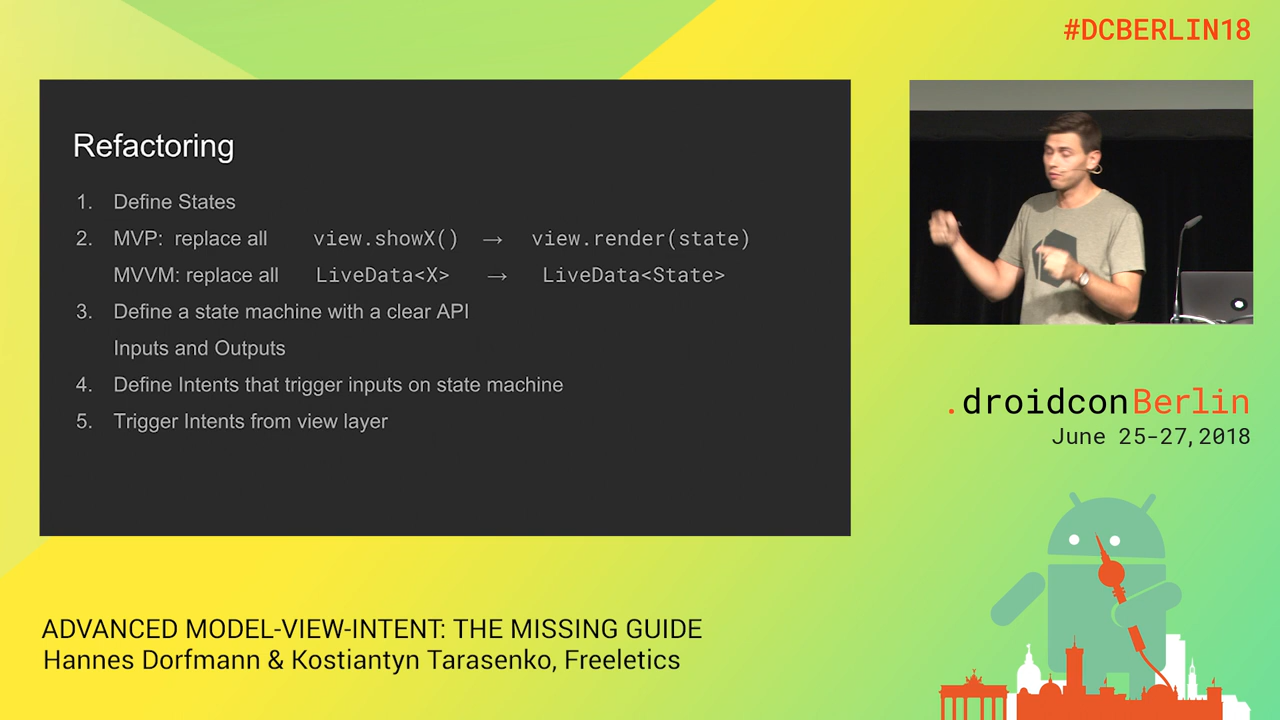 #DCBERLIN18
Refactoring
1. Define States
2. MVP: replace all view.showX() → view.render(state)
MVVM: replace all LiveData<X> → LiveData<State>
3. Define a state machine with a clear API
Inputs and Outputs
4. Define Intents that trigger inputs on state machine
5. Trigger Intents from view layer
.droidconBerlin
June 25-27, 2018
ADVANCED MODEL-VIEW-INTENT: THE MISSING GUIDE
Hannes Dorfmann & Kostiantyn Tarasenko, Freeletics